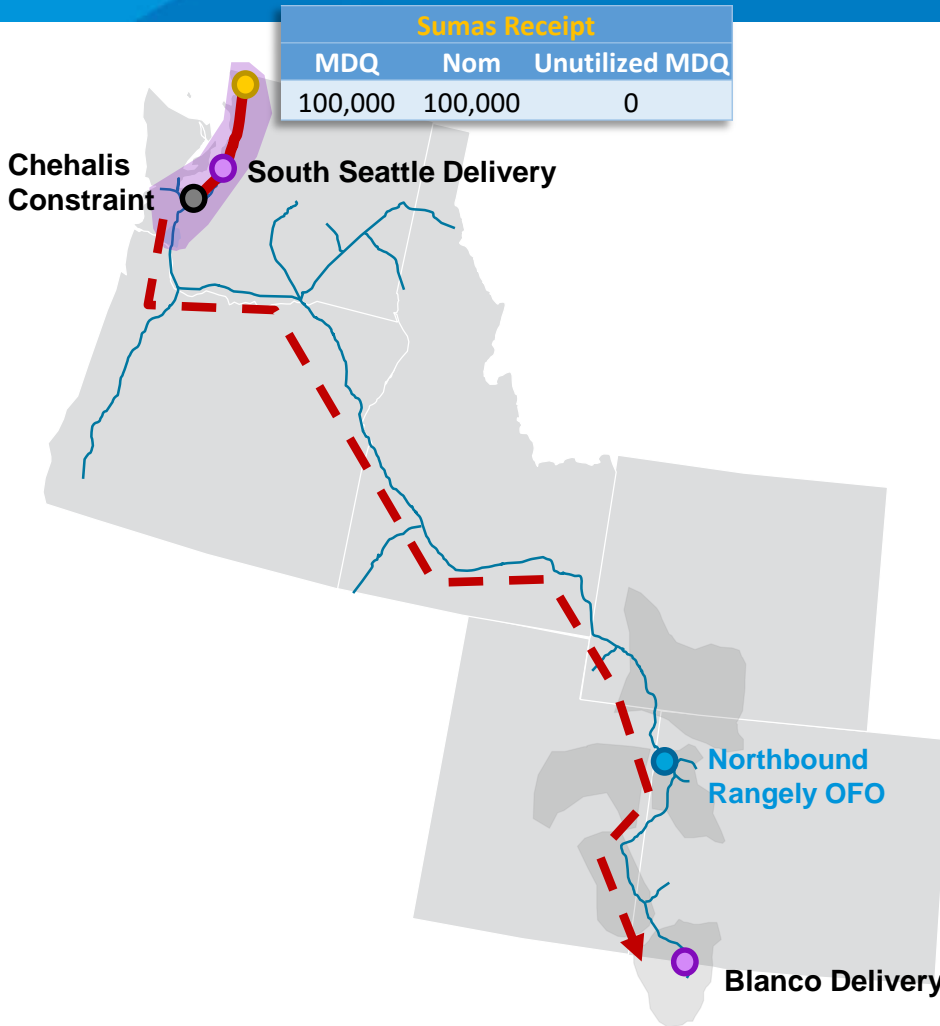 Sumas Receipt
MDQ Nom Unutilized MDQ
100,000 100,000 0
Chehalis
Constraint
South Seattle Delivery
Northbound
Rangely OFO
Blanco Delivery